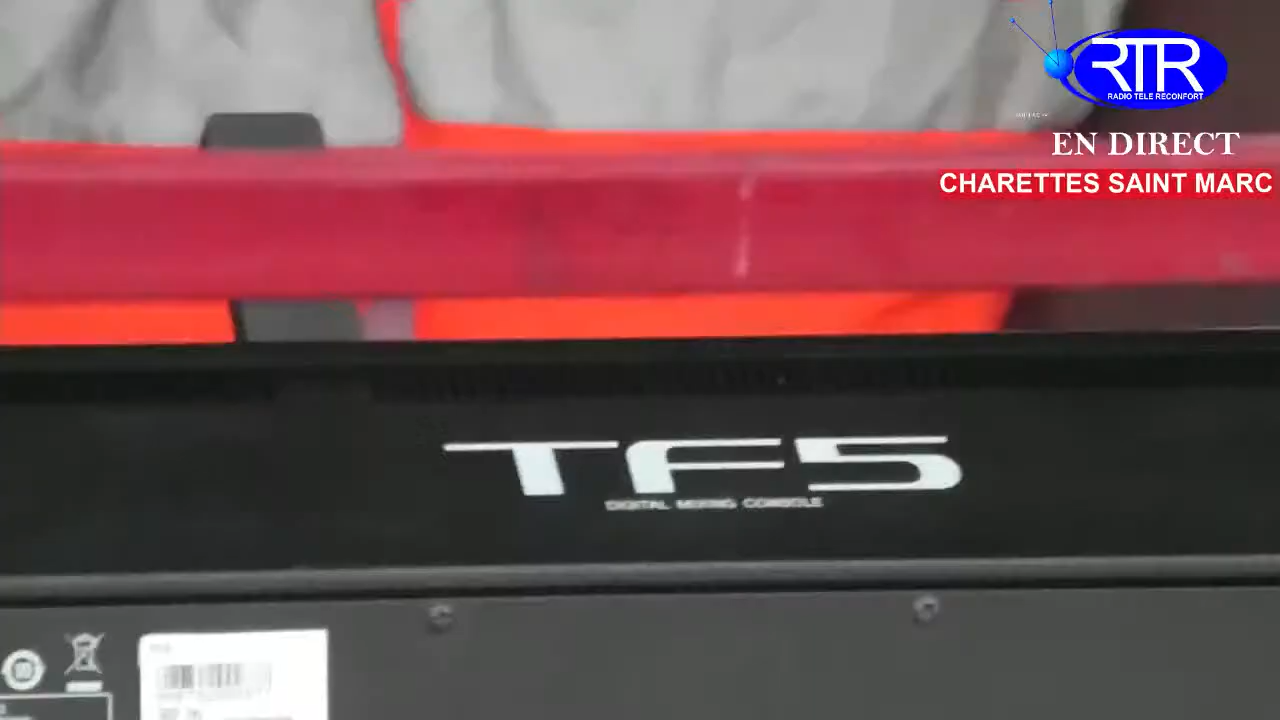 RTR
RADIO TELE RECONFORT
EN DIRECT
CHARETTES SAINT MARC
TF5
DIGITAL MIXING CONSOLE